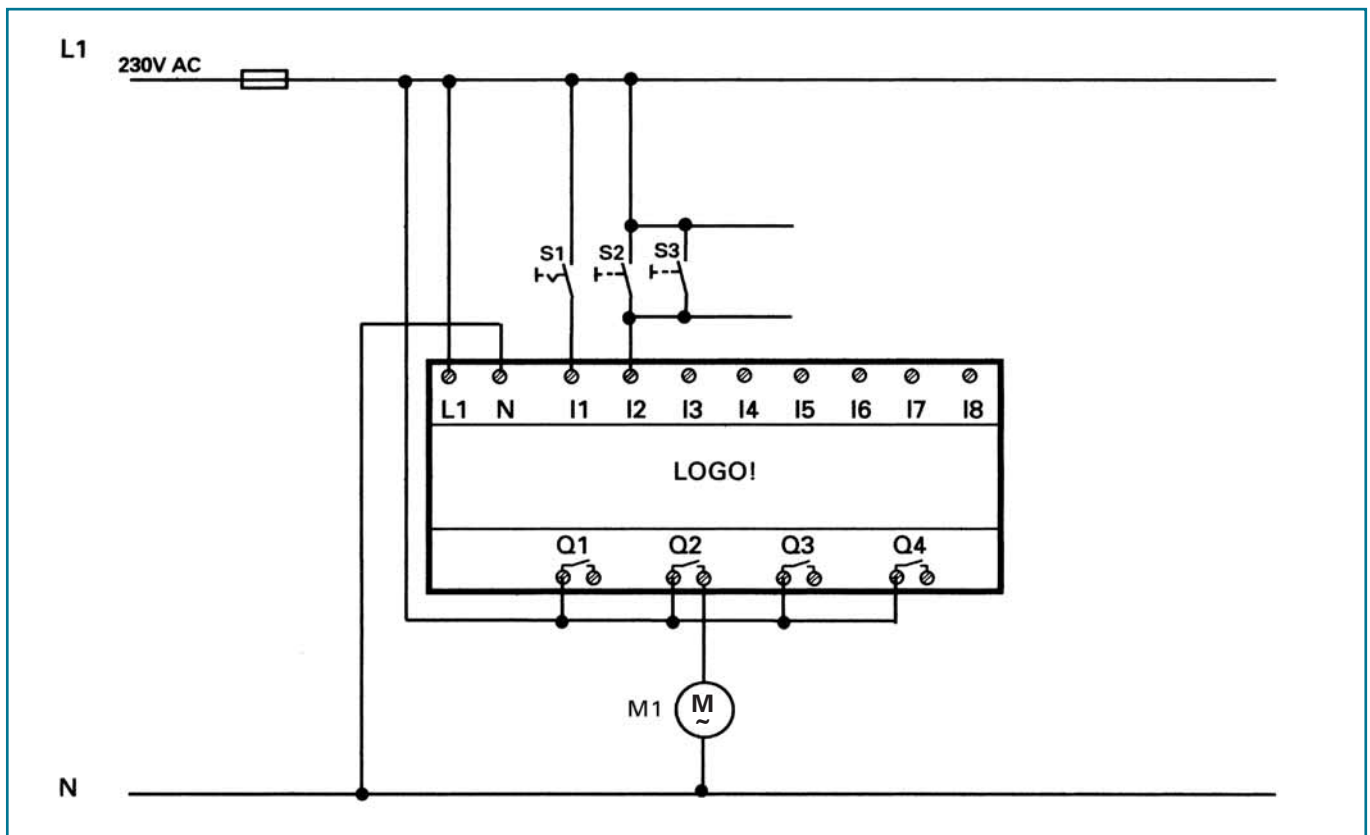 L1
230V AC
S1 S2 S3
L1 N I1 I2 I3 I4 I5 I6 I7 I8
LOGO!
Q1 Q2 Q3 Q4
M1 M
~
N